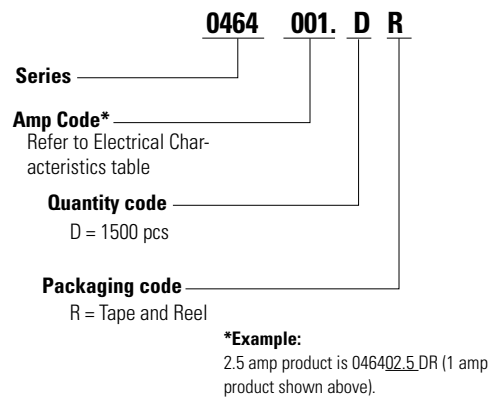 0464 001. D R
Series
Amp Code*
Refer to Electrical Char-
acteristics table
Quantity code
D = 1500 pcs
Packaging code
R = Tape and Reel
*Example:
2.5 amp product is 046402.5 DR (1 amp
product shown above).